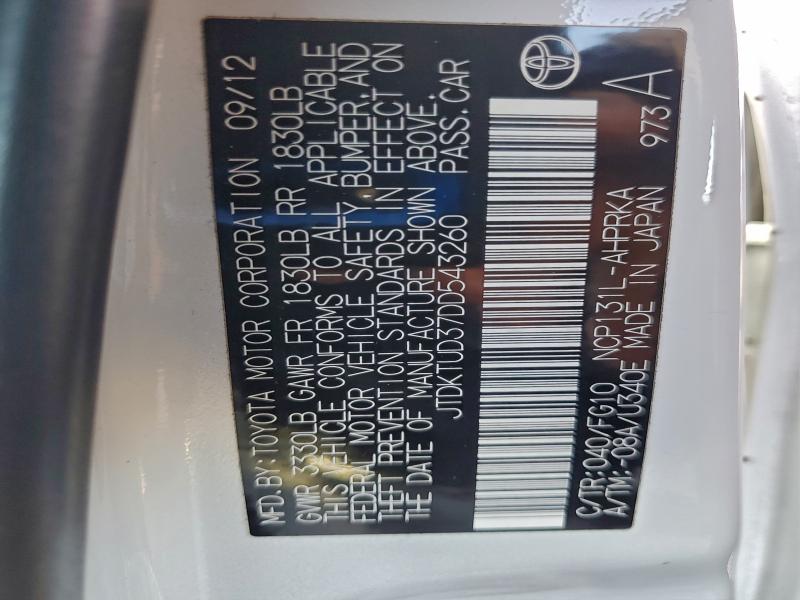 MFD.BY:TOYOTA MOTOR CORPORATION 09/12
GVWR 3330LB GAWR FR 1830LB RR 1830LB
THIS VEHICLE CONFORMS TO ALL APPLICABLE
FEDERAL MOTOR VEHICLE SAFETY, BUMPER, AND
THEFT PREVENTION STANDARDS IN EFFECT ON
THE DATE OF MANUFACTURE SHOWN ABOVE.
JTDKTUD37DD543260 PASS.CAR
C/TR:040/FG10 NCP131L-AHPRKA
A/TM:-08A/U340E MADE IN JAPAN 973 A